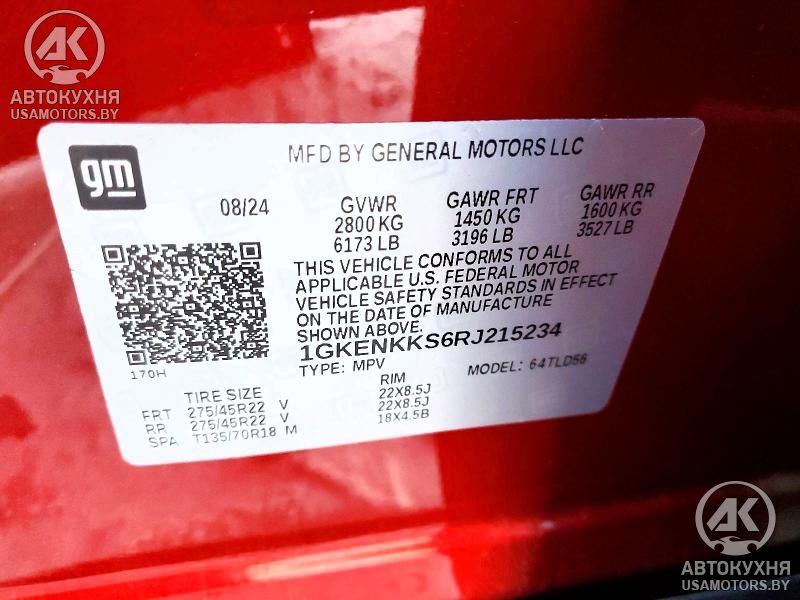 AK
АВТОКУХНЯ
USAMOTORS.BY
gm
MFD BY GENERAL MOTORS LLC
08/24 GVWR GAWR FRT GAWR RR
2800 KG 1450 KG 1600 KG
6173 LB 3196 LB 3527 LB
THIS VEHICLE CONFORMS TO ALL
APPLICABLE U.S. FEDERAL MOTOR
VEHICLE SAFETY STANDARDS IN EFFECT
ON THE DATE OF MANUFACTURE
SHOWN ABOVE.
1GKENKKS6RJ215234
170H TYPE: MPV MODEL: 64TLD56
TIRE SIZE RIM
FRT 275/45R22 V 22X8.5J
RR 275/45R22 V 22X8.5J
SPA T135/70R18 M 18X4.5B
AK
АВТОКУХНЯ
USAMOTORS.BY